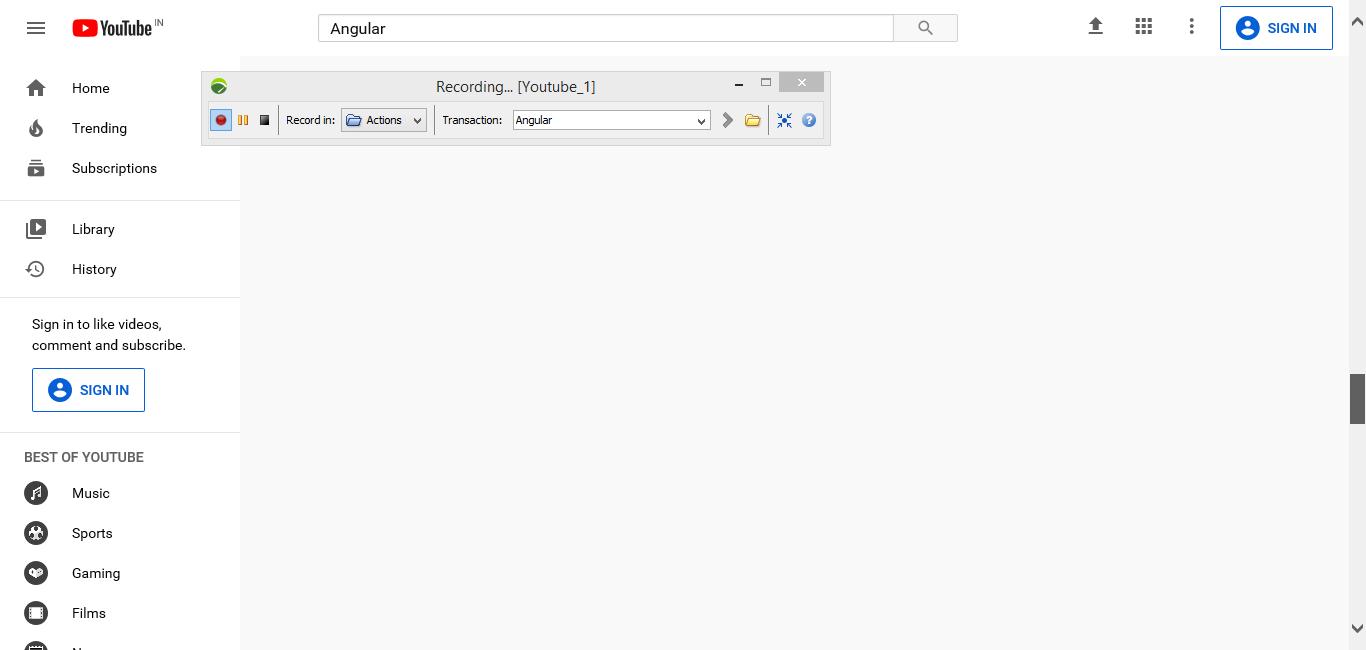 YouTube IN
Angular
SIGN IN
Recording... [Youtube_1]
Record in: Actions Transaction: Angular
Home
Trending
Subscriptions
Library
History
Sign in to like videos,
comment and subscribe.
SIGN IN
BEST OF YOUTUBE
Music
Sports
Gaming
Films